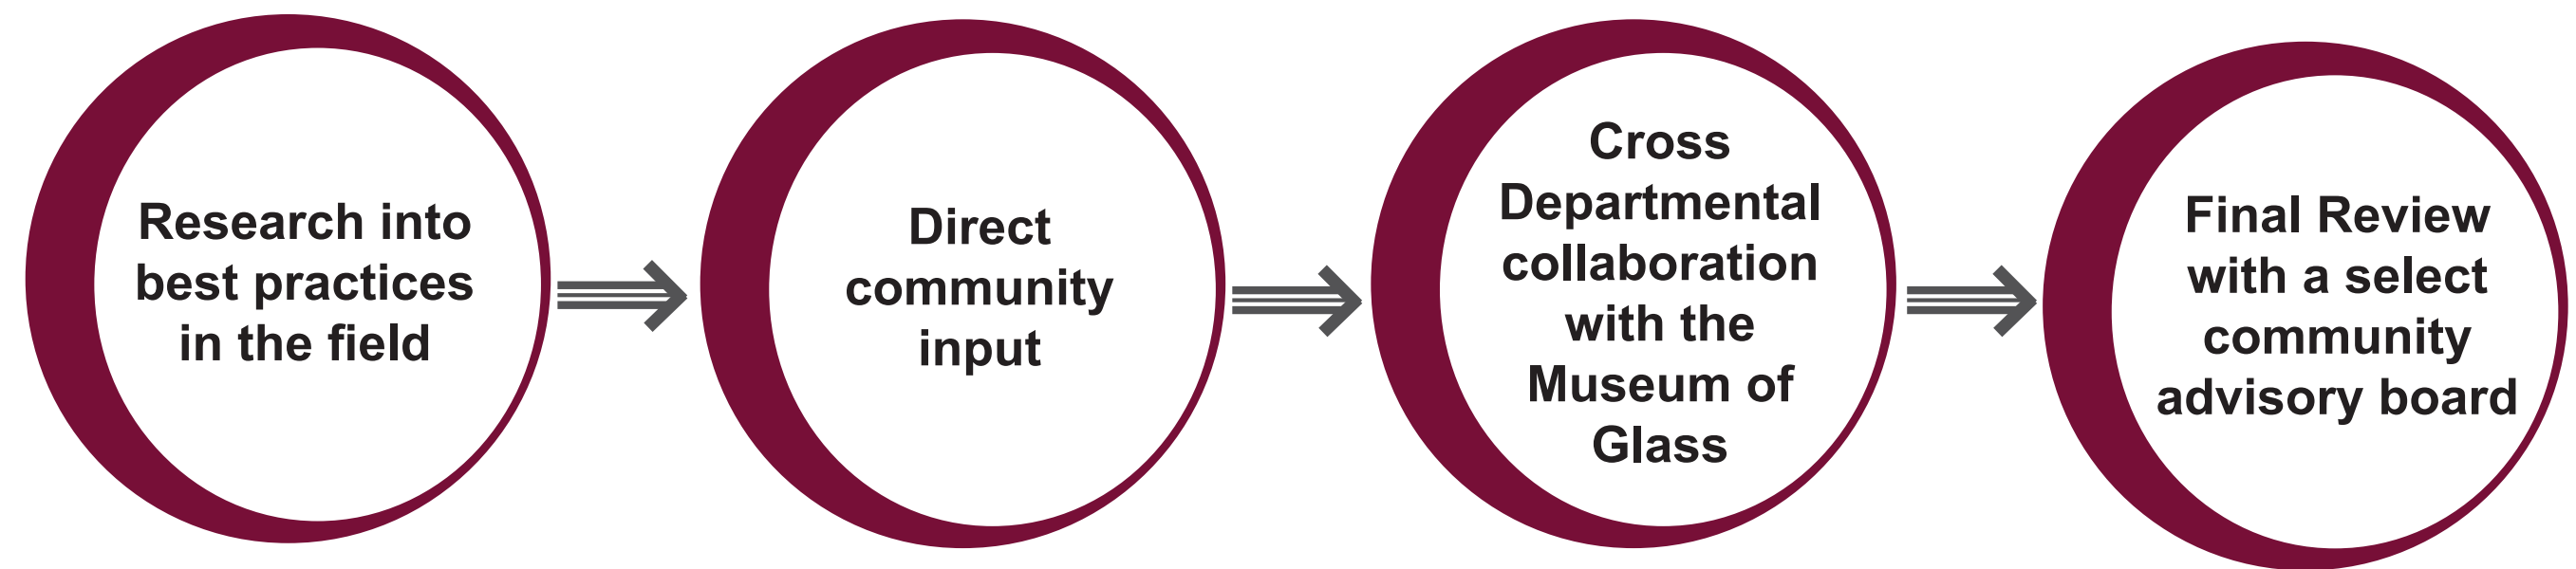 Research into
best practices
in the field
Direct
community
input
Cross
Departmental
collaboration
with the
Museum of
Glass
Final Review
with a select
community
advisory board